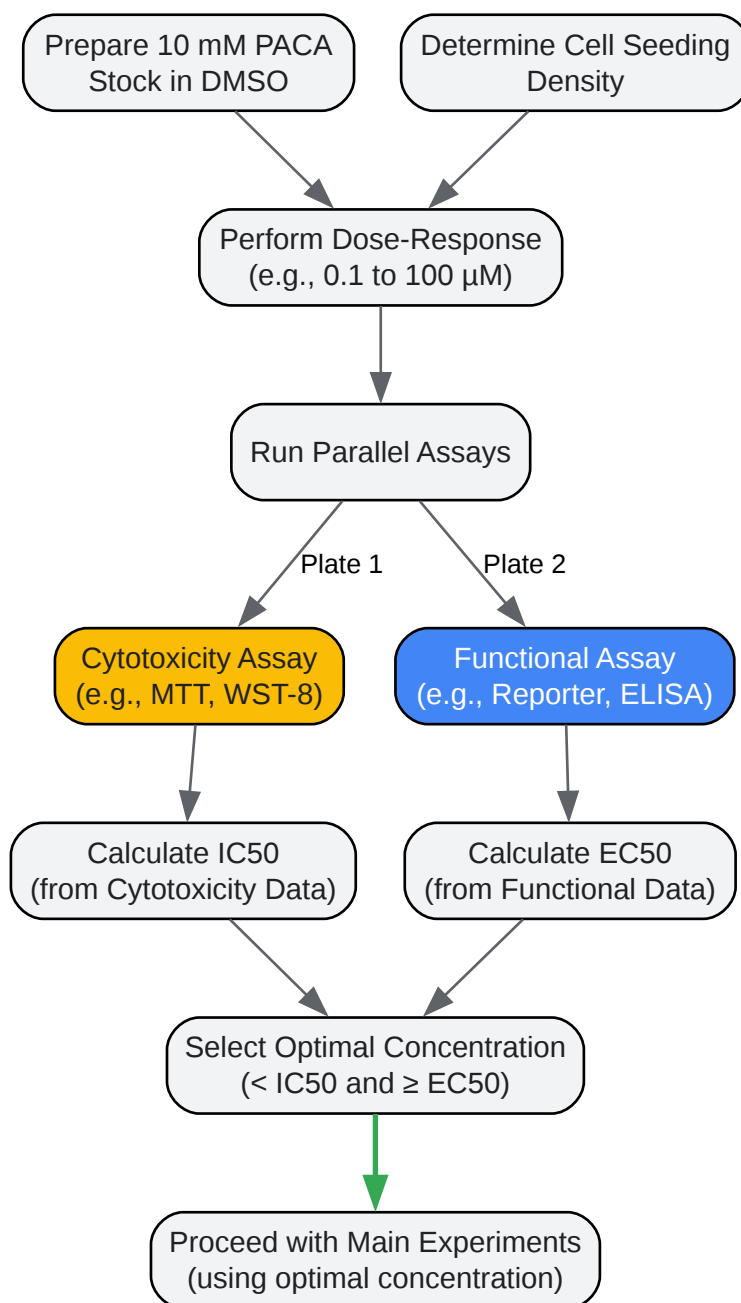 Prepare 10 mM PACA
Stock in DMSO
Determine Cell Seeding
Density
Perform Dose-Response
(e.g., 0.1 to 100 µM)
Run Parallel Assays
Plate 1
Plate 2
Cytotoxicity Assay
(e.g., MTT, WST-8)
Functional Assay
(e.g., Reporter, ELISA)
Calculate IC50
(from Cytotoxicity Data)
Calculate EC50
(from Functional Data)
Select Optimal Concentration
(< IC50 and ≥ EC50)
Proceed with Main Experiments
(using optimal concentration)